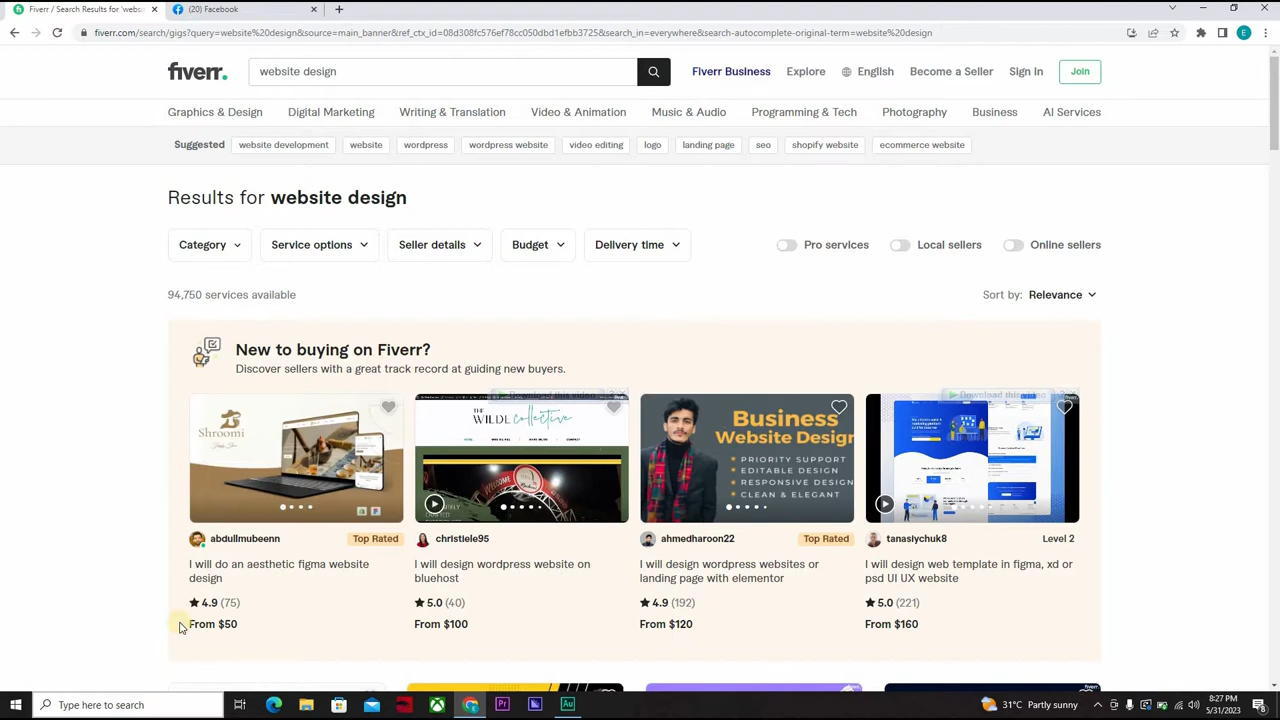 Fiverr / Search Results for 'webs
(20) Facebook
fiverr.com/search/gigs?query=website%20design&source=main_banner&ref_ctx_id=08d308fc576ef78cc050dbd1efbb3725&search_in=everywhere&search-autocomplete-original-term=website%20design
E
fiverr.
website design
Fiverr Business
Explore
English
Become a Seller
Sign In
Join
Graphics & Design
Digital Marketing
Writing & Translation
Video & Animation
Music & Audio
Programming & Tech
Photography
Business
AI Services
Suggested
website development
website
wordpress
wordpress website
video editing
logo
landing page
seo
shopify website
ecommerce website
Results for website design
Category
Service options
Seller details
Budget
Delivery time
Pro services
Local sellers
Online sellers
94,750 services available
Sort by: Relevance
New to buying on Fiverr?
Discover sellers with a great track record at guiding new buyers.
Shroomi
THE
WILDE collective
Business
Website Design
PRIORITY SUPPORT
EDITABLE DESIGN
RESPONSIVE DESIGN
CLEAN & ELEGANT
Download this video
abdullmubeenn
Top Rated
I will do an aesthetic figma website
design
4.9 (75)
From $50
christiele95
I will design wordpress website on
bluehost
5.0 (40)
From $100
ahmedharoon22
Top Rated
I will design wordpress websites or
landing page with elementor
4.9 (192)
From $120
tanasiychuk8
Level 2
I will design web template in figma, xd or
psd UI UX website
5.0 (221)
From $160
Type here to search
Pr
Au
31°C Partly sunny
8:27 PM
5/31/2023